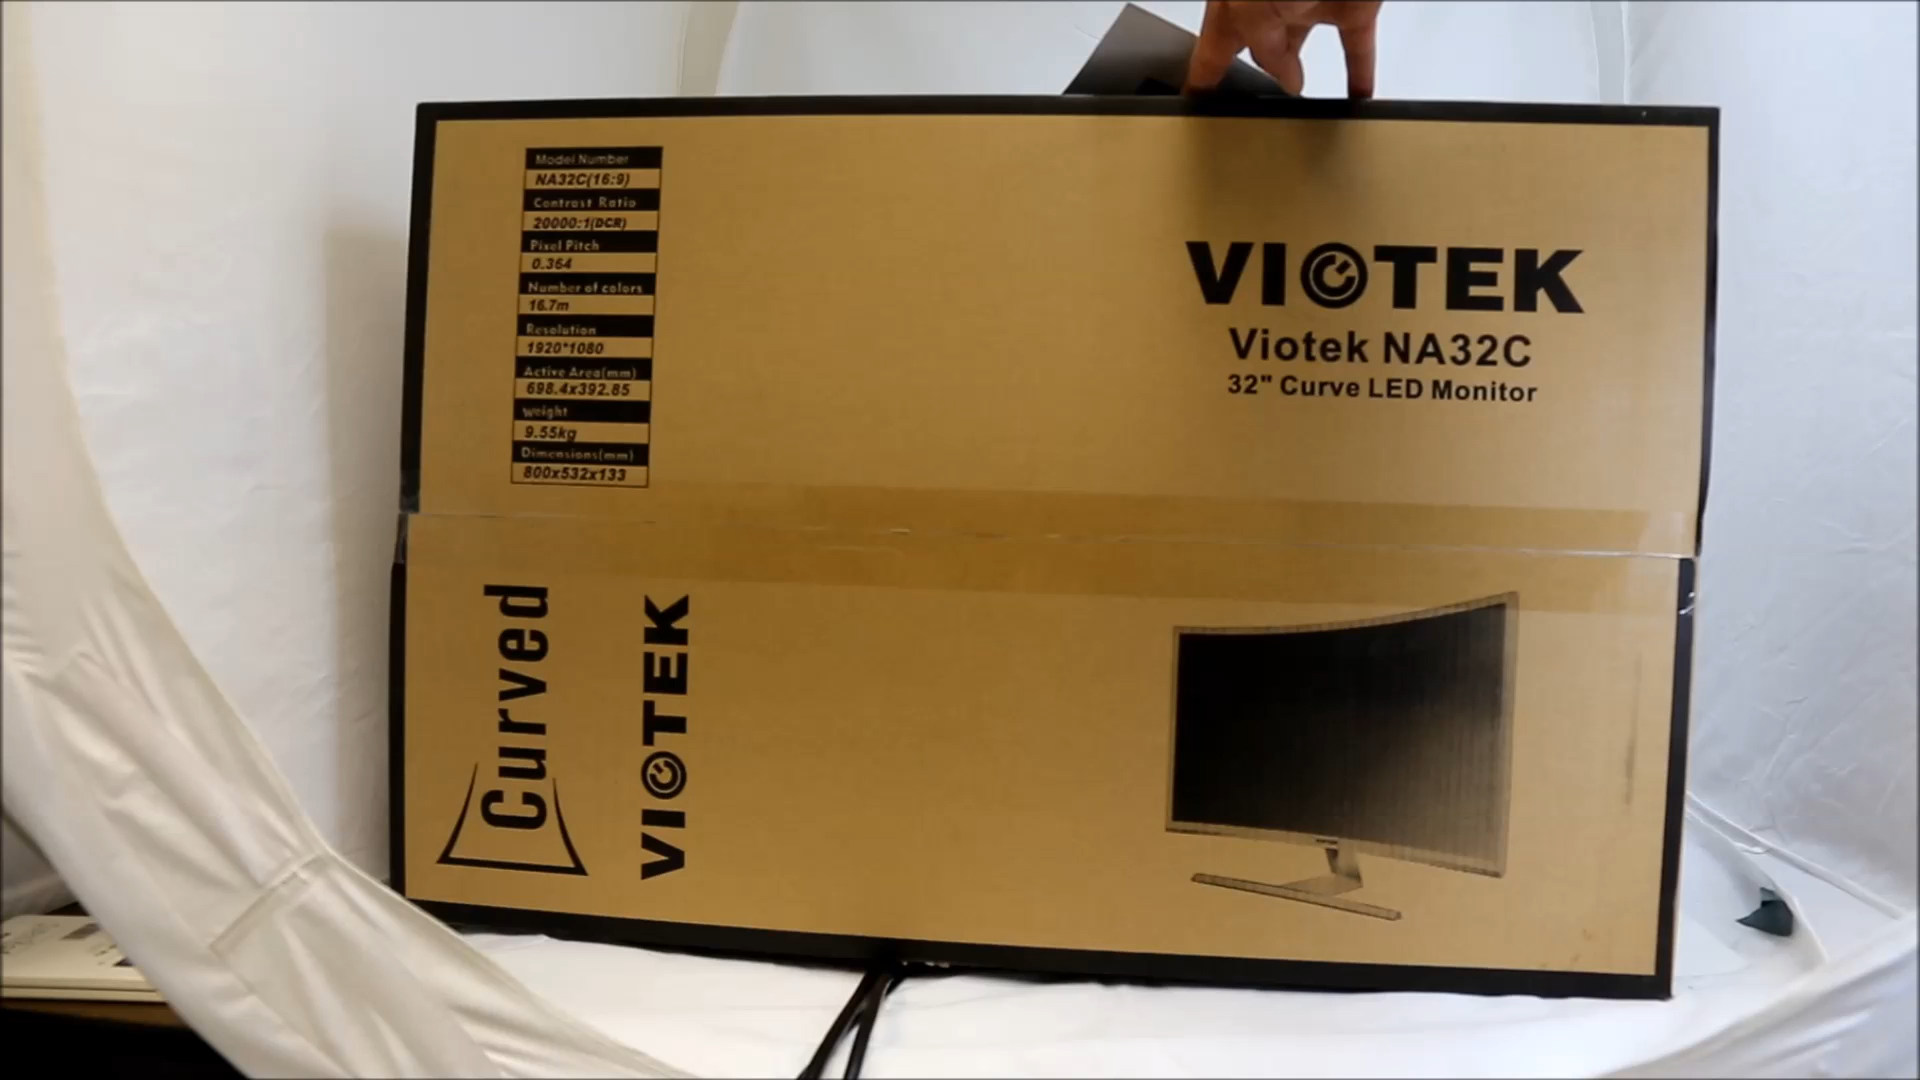 Model Number
NA32C(16:9)
Contrast Ratio
20000:1(DCR)
Pixel Pitch
0.364
Number of colors
16.7m
Resolution
1920*1080
Active Area(mm)
698.4x392.85
weight
9.55kg
Dimensions(mm)
800x532x133
VIOTEK
Viotek NA32C
32" Curve LED Monitor
Curved
VIOTEK